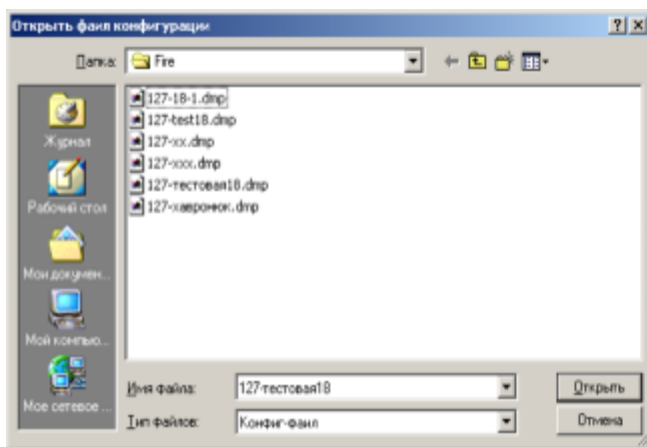 Открыть файл конфигурации
Папка:
Fire
127-18-1.dmp
127-test18.dmp
127-xx.dmp
127-xxx.dmp
127-тестовая18.dmp
127-хавронюк.dmp
Журнал
Рабочий стол
Мои докумен...
Мой компью...
Мое сетевое ...
Имя файла:
127-тестовая18
Открыть
Тип файлов:
Конфиг-файл
Отмена